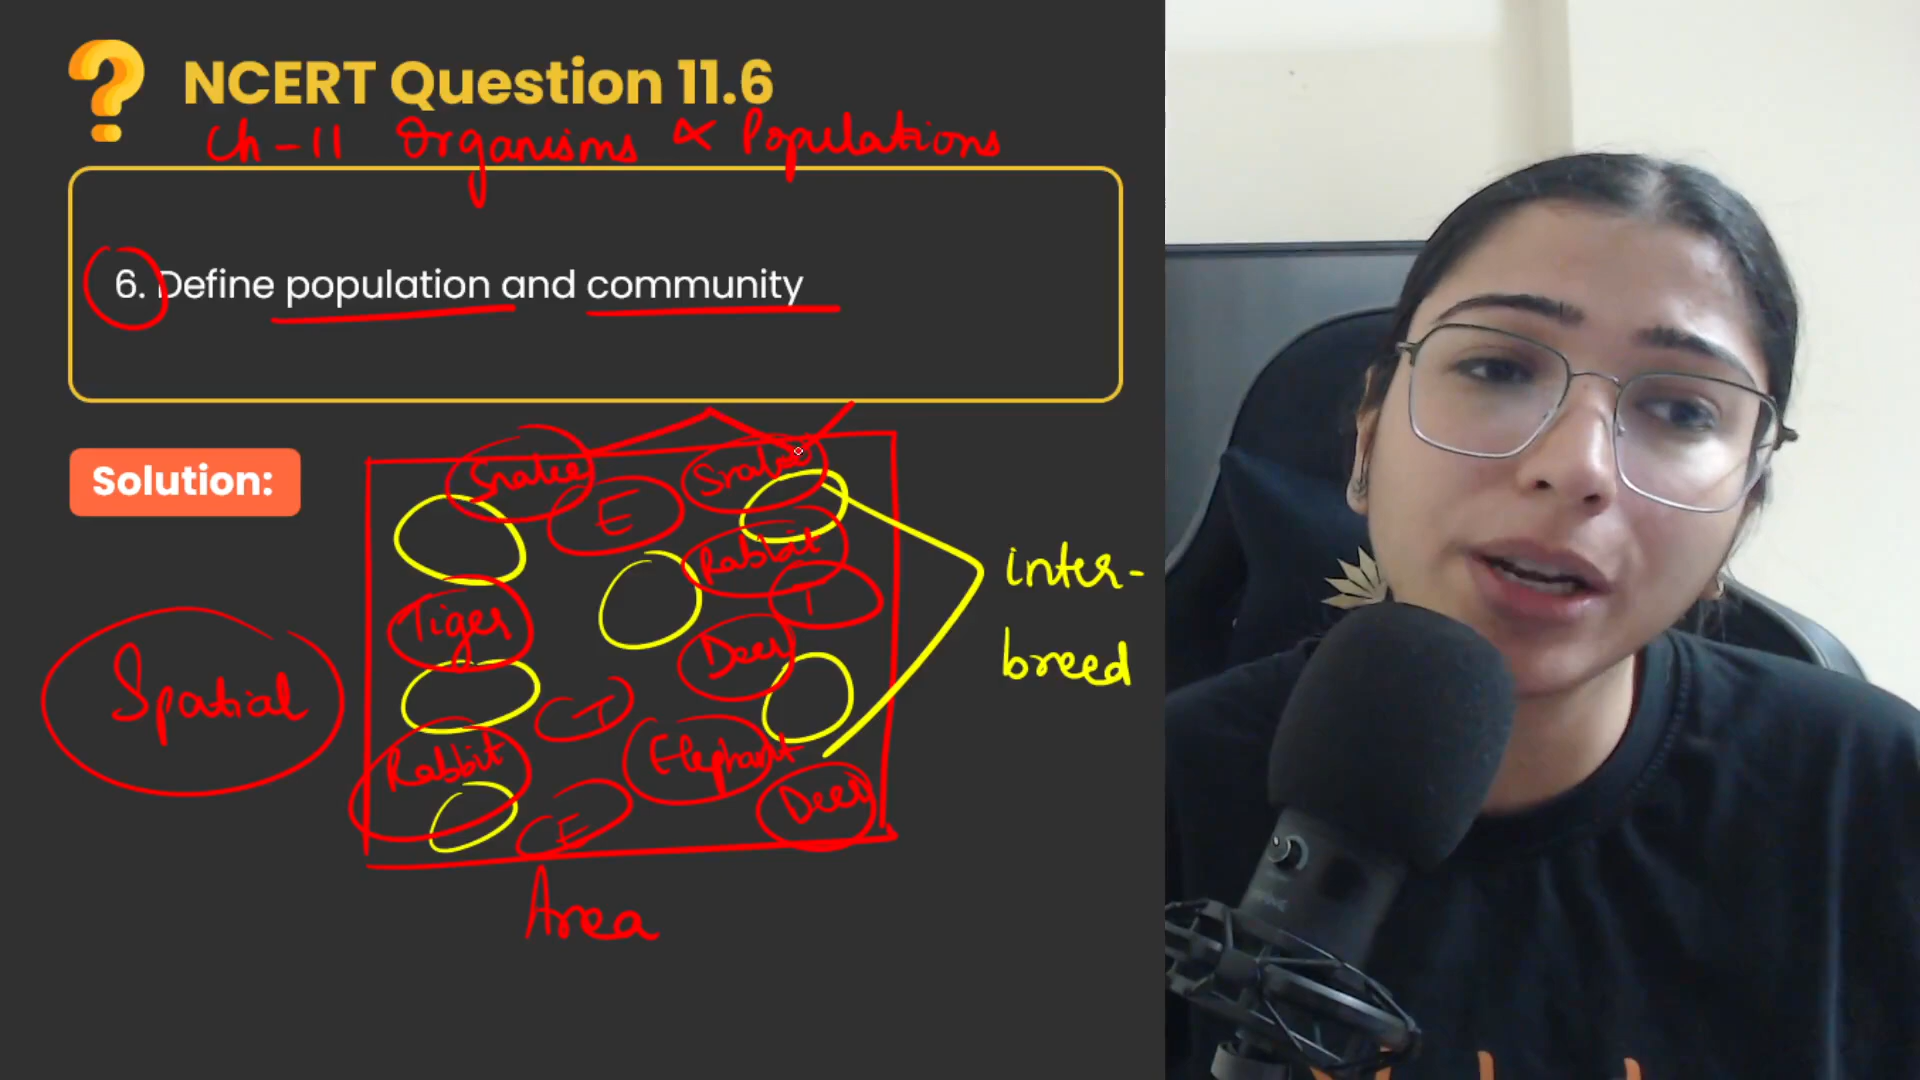 NCERT Question 11.6
Ch-11 Organisms & Populations
6. Define population and community
Solution:
Snake
Snake
E
Rabbit
inter-
T
Tiger
Deer
breed
Spatial
T
Rabbit
Elephant
Deer
E
Area